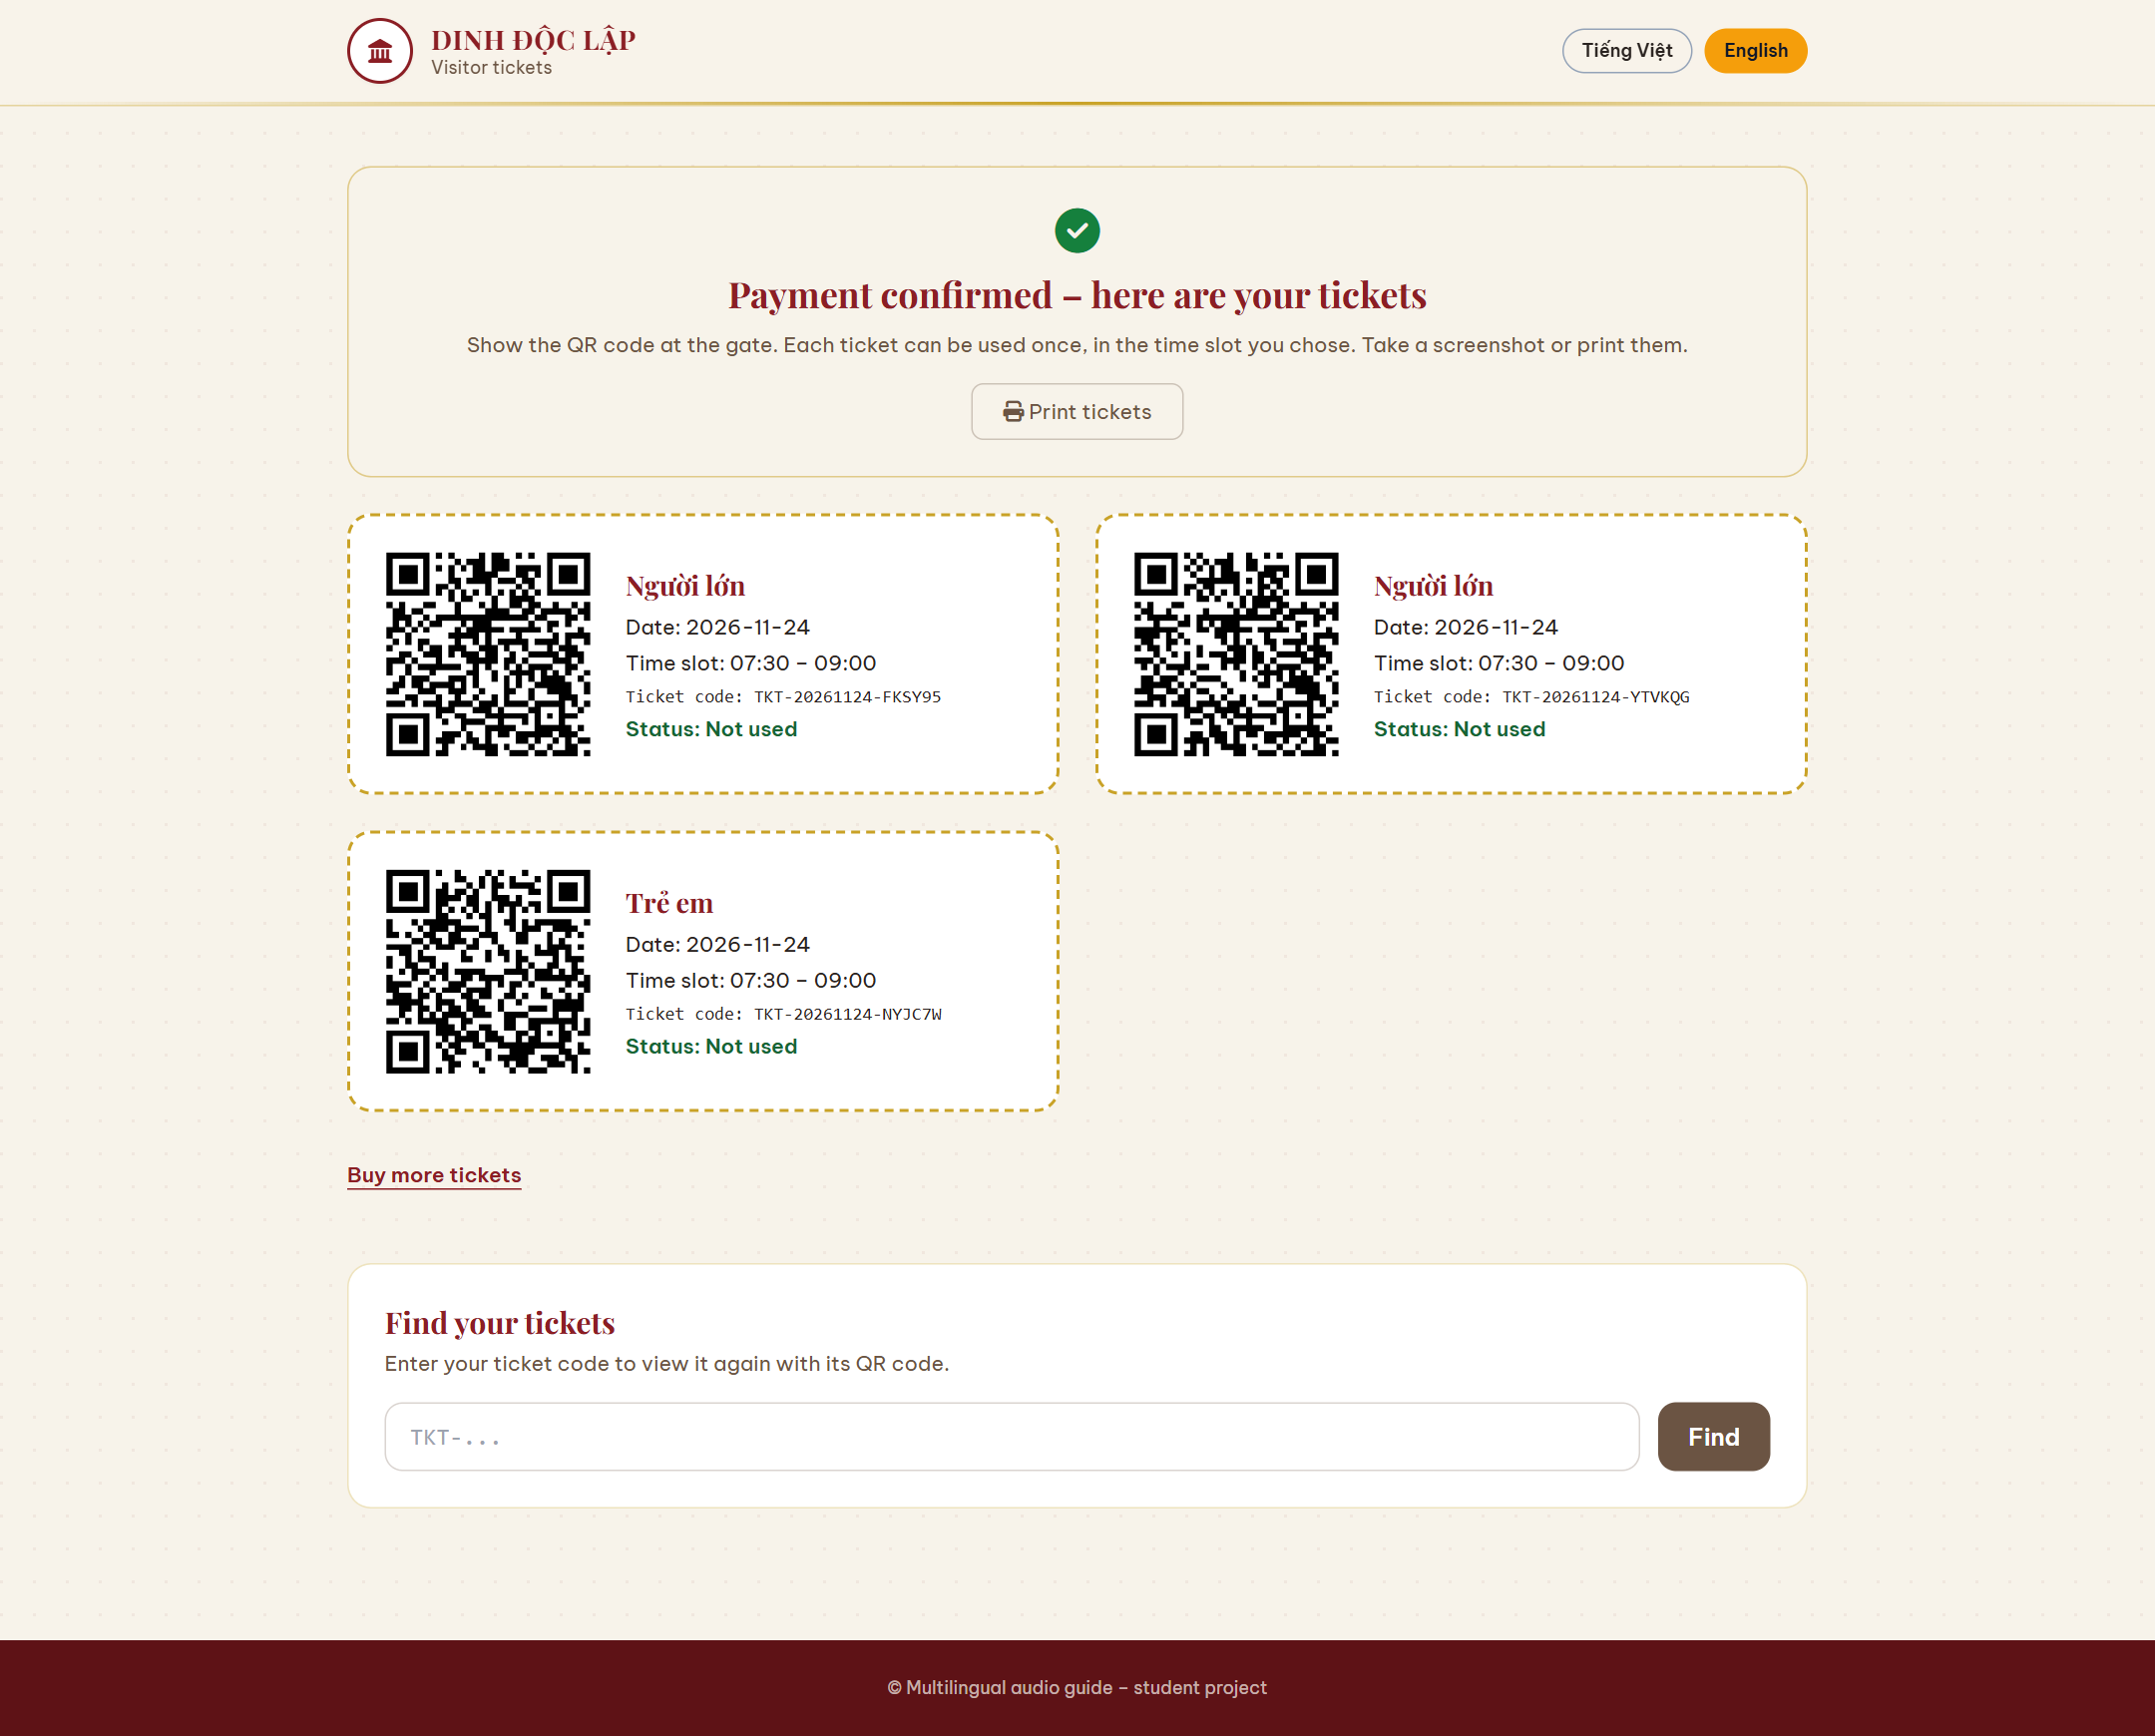 DINH ĐỘC LẬP
Visitor tickets
Tiếng Việt
English
Payment confirmed – here are your tickets
Show the QR code at the gate. Each ticket can be used once, in the time slot you chose. Take a screenshot or print them.
Print tickets
Người lớn
Date: 2026-11-24
Time slot: 07:30 – 09:00
Ticket code: TKT-20261124-FKSY95
Status: Not used
Người lớn
Date: 2026-11-24
Time slot: 07:30 – 09:00
Ticket code: TKT-20261124-YTVKQG
Status: Not used
Trẻ em
Date: 2026-11-24
Time slot: 07:30 – 09:00
Ticket code: TKT-20261124-NYJC7W
Status: Not used
Buy more tickets
Find your tickets
Enter your ticket code to view it again with its QR code.
TKT-...
Find
© Multilingual audio guide – student project